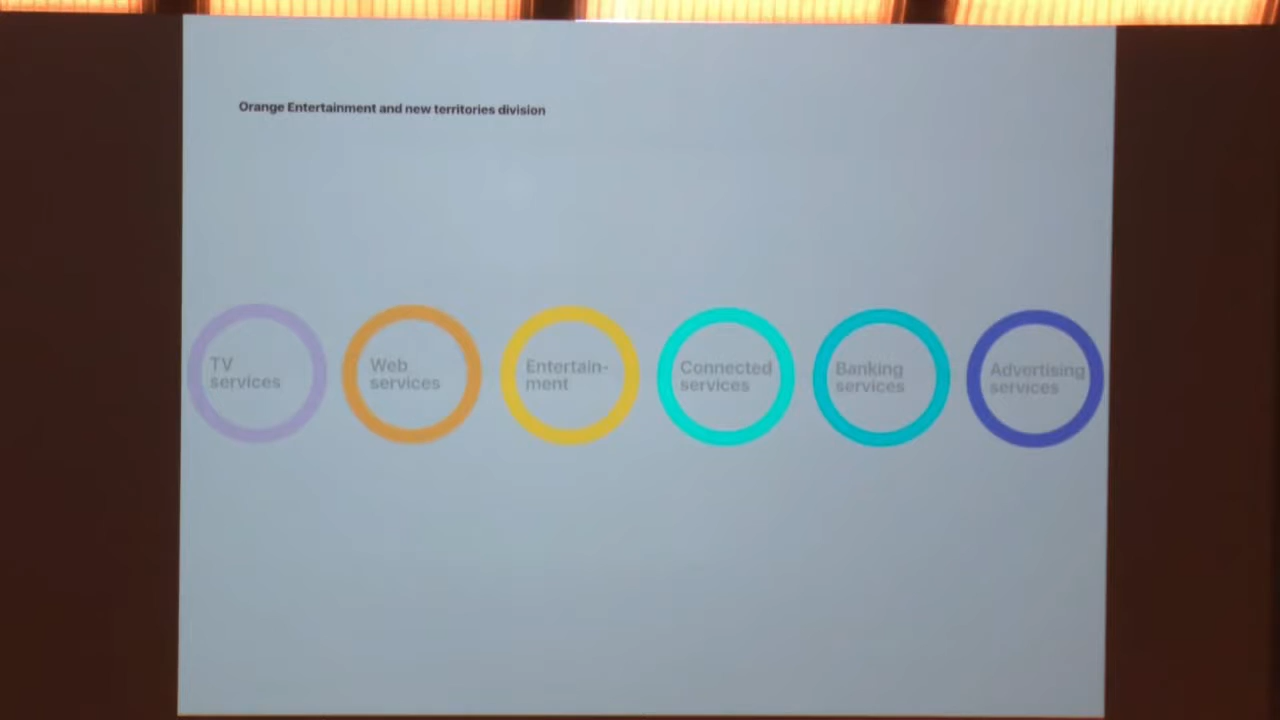 Orange Entertainment and new territories division
TV
services
Web
services
Entertain-
ment
Connected
services
Banking
services
Advertising
services